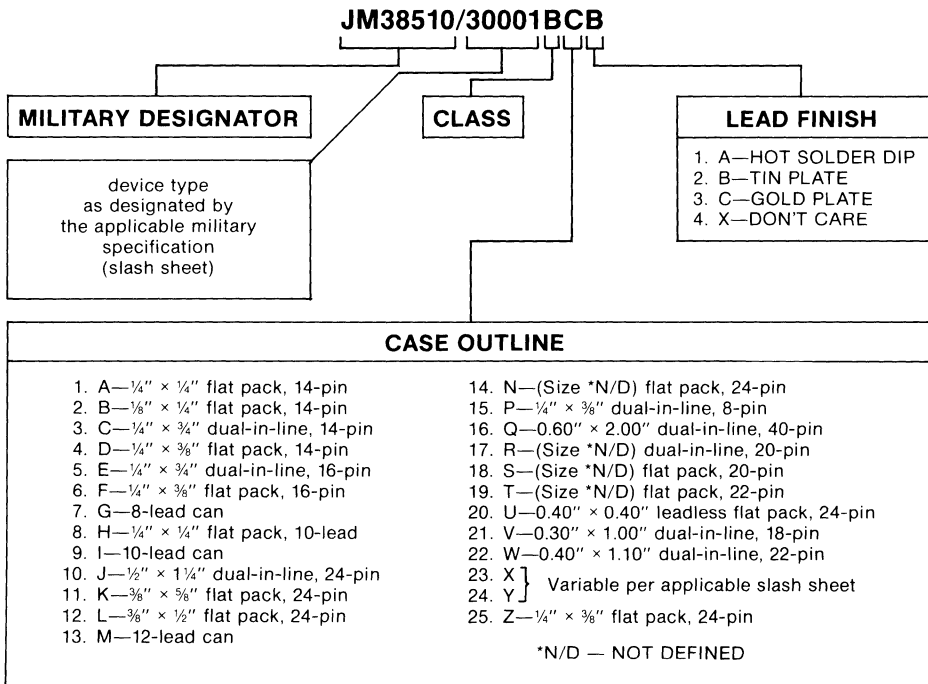 JM38510/30001BCB
MILITARY DESIGNATOR
CLASS
LEAD FINISH
1. A—HOT SOLDER DIP
2. B—TIN PLATE
3. C—GOLD PLATE
4. X—DON'T CARE
device type
as designated by
the applicable military
specification
(slash sheet)
CASE OUTLINE
1. A—¼" × ¼" flat pack, 14-pin
2. B—⅛" × ¼" flat pack, 14-pin
3. C—¼" × ¾" dual-in-line, 14-pin
4. D—¼" × ⅜" flat pack, 14-pin
5. E—¼" × ¾" dual-in-line, 16-pin
6. F—¼" × ⅜" flat pack, 16-pin
7. G—8-lead can
8. H—¼" × ¼" flat pack, 10-lead
9. I—10-lead can
10. J—½" × 1¼" dual-in-line, 24-pin
11. K—⅜" × ⅝" flat pack, 24-pin
12. L—⅜" × ½" flat pack, 24-pin
13. M—12-lead can
14. N—(Size *N/D) flat pack, 24-pin
15. P—¼" × ⅜" dual-in-line, 8-pin
16. Q—0.60" × 2.00" dual-in-line, 40-pin
17. R—(Size *N/D) dual-in-line, 20-pin
18. S—(Size *N/D) flat pack, 20-pin
19. T—(Size *N/D) flat pack, 22-pin
20. U—0.40" × 0.40" leadless flat pack, 24-pin
21. V—0.30" × 1.00" dual-in-line, 18-pin
22. W—0.40" × 1.10" dual-in-line, 22-pin
23. X
24. Y
Variable per applicable slash sheet
25. Z—¼" × ⅜" flat pack, 24-pin
*N/D — NOT DEFINED